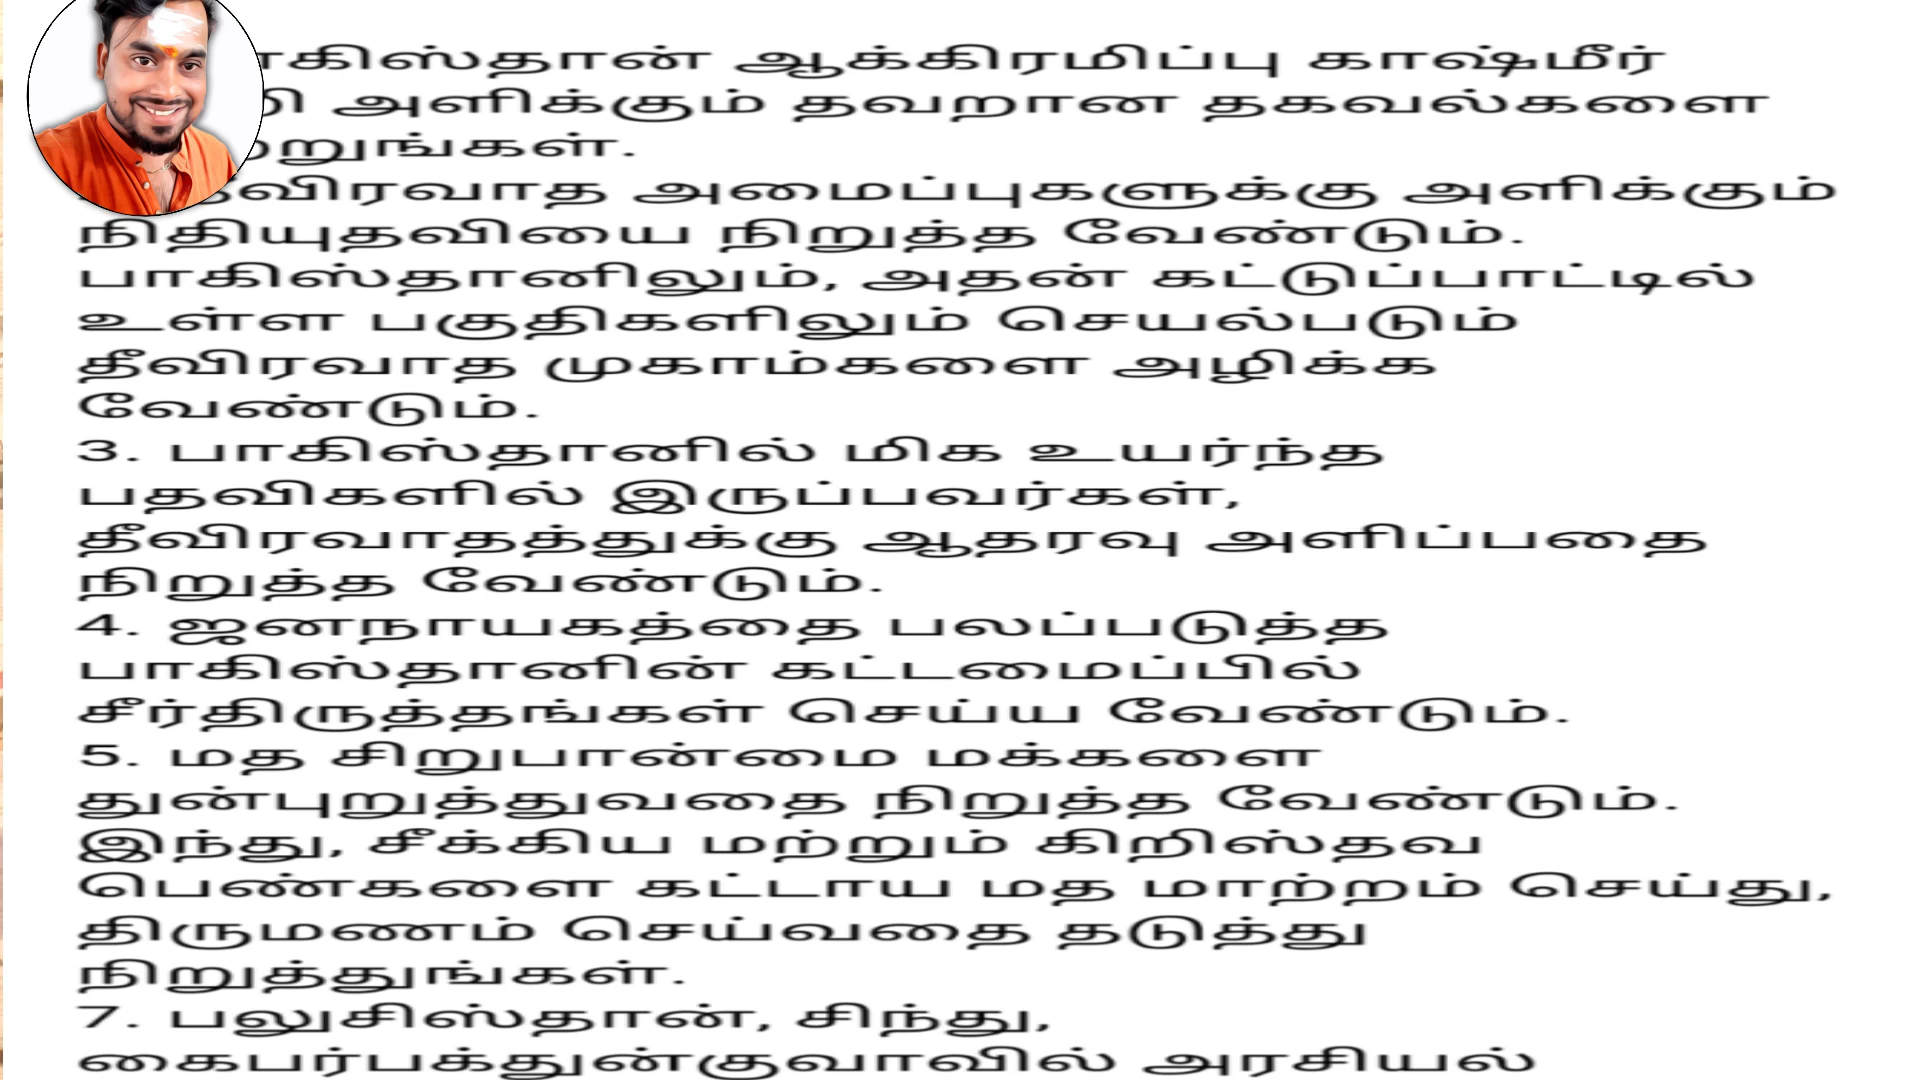 ஆக்கிரமிப்பு காஷ்மீர்
அளிக்கும் தவறான தகவல்களை
அமைப்புகளுக்கு அளிக்கும்
நிதியுதவியை நிறுத்த வேண்டும்.
பாகிஸ்தானிலும், அதன் கட்டுப்பாட்டில்
உள்ள பகுதிகளிலும் செயல்படும்
தீவிரவாத முகாம்களை அழிக்க
வேண்டும்.
3. பாகிஸ்தானில் மிக உயர்ந்த
பதவிகளில் இருப்பவர்கள்,
தீவிரவாதத்துக்கு ஆதரவு அளிப்பதை
நிறுத்த வேண்டும்.
4. ஜனநாயகத்தை பலப்படுத்த
பாகிஸ்தானின் கட்டமைப்பில்
சீர்திருத்தங்கள் செய்ய வேண்டும்.
5. மத சிறுபான்மை மக்களை
துன்புறுத்துவதை நிறுத்த வேண்டும்.
இந்து, சீக்கிய மற்றும் கிறிஸ்தவ
பெண்களை கட்டாய மத மாற்றம் செய்து,
திருமணம் செய்வதை தடுத்து
நிறுத்துங்கள்.
7. பலுசிஸ்தான், சிந்து,
கைபர்பக்துன்குவாவில் அரசியல்